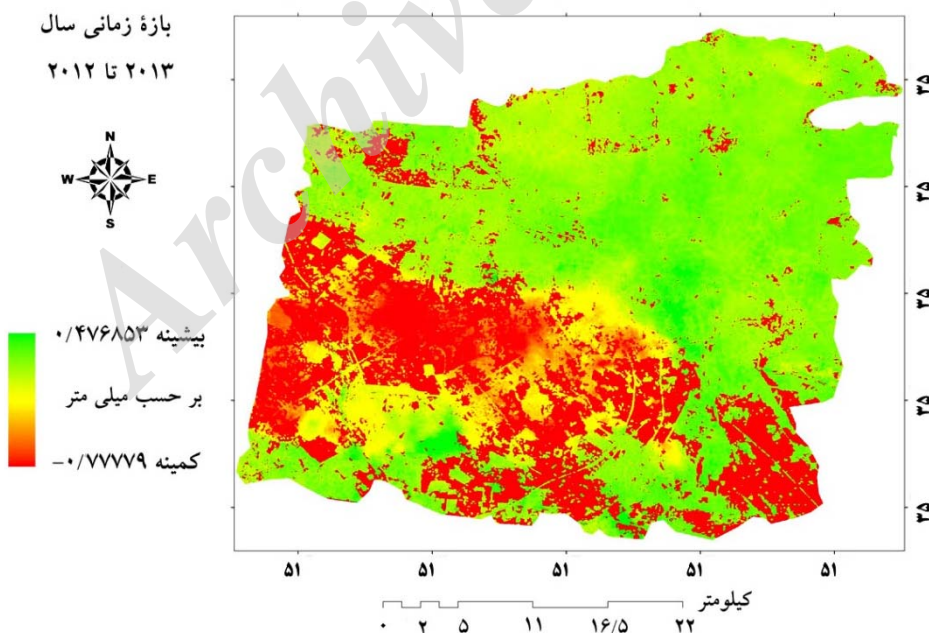 بازهٔ زمانی سال
۲۰۱۲ تا ۲۰۱۳
N
W E
S
بیشینه ۰/۴۷۶۸۵۳
بر حسب میلی متر
کمینه ۰/۷۷۷۷۹-
۳۵
۳۵
۳۵
۳۵
۳۵
۵۱ ۵۱ ۵۱ ۵۱ ۵۱
کیلومتر
۰ ۲ ۵ ۱۱ ۱۶/۵ ۲۲
Archive